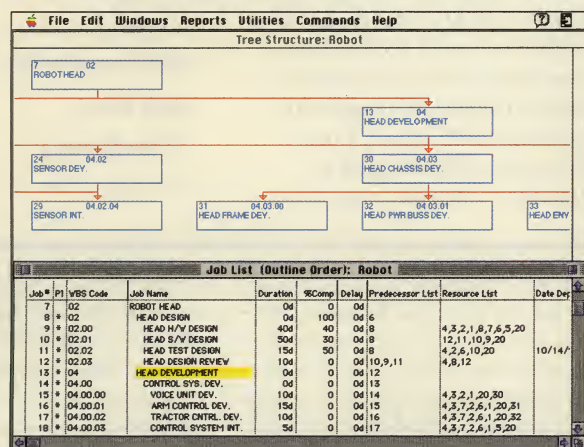 File Edit Windows Reports Utilities Commands Help
Tree Structure: Robot
7 02
ROBOT HEAD
13 04
HEAD DEVELOPMENT
24 04.02
SENSOR DEV.
30 04.03
HEAD CHASSIS DEV.
29 04.02.04
SENSOR INT.
31 04.03.00
HEAD FRAME DEV.
32 04.03.01
HEAD PWR BUSS DEV.
33
HEAD ENV
Job List (Outline Order): Robot
Job# P1 WBS Code Job Name Duration %Comp Delay Predecessor List Resource List Date Dep
7 02 ROBOT HEAD 0d 0 0d
8 * 02 HEAD DESIGN 0d 100 0d 6
9 * 02.00 HEAD H/W DESIGN 40d 40 0d 8 4,3,2,1,8,7,6,5,20
10 * 02.01 HEAD S/W DESIGN 50d 30 0d 8 12,11,10,9,20
11 * 02.02 HEAD TEST DESIGN 15d 50 0d 8 4,2,6,10,20 10/14/
12 * 02.03 HEAD DESIGN REVIEW 10d 0 0d 10,9,11 4,8,12
13 * 04 HEAD DEVELOPMENT 0d 0 0d 12
14 * 04.00 CONTROL SYS. DEV. 0d 0 0d 13
15 * 04.00.00 VOICE UNIT DEV. 10d 0 0d 14 4,3,2,1,20,30
16 * 04.00.01 ARM CONTROL DEV. 15d 0 0d 15 4,3,7,2,6,1,20,31
17 * 04.00.02 TRACTOR CNTRL. DEV. 10d 0 0d 16 4,3,7,2,6,1,20,32
18 * 04.00.03 CONTROL SYSTEM INT. 5d 0 0d 17 4,3,7,2,6,1,5,20